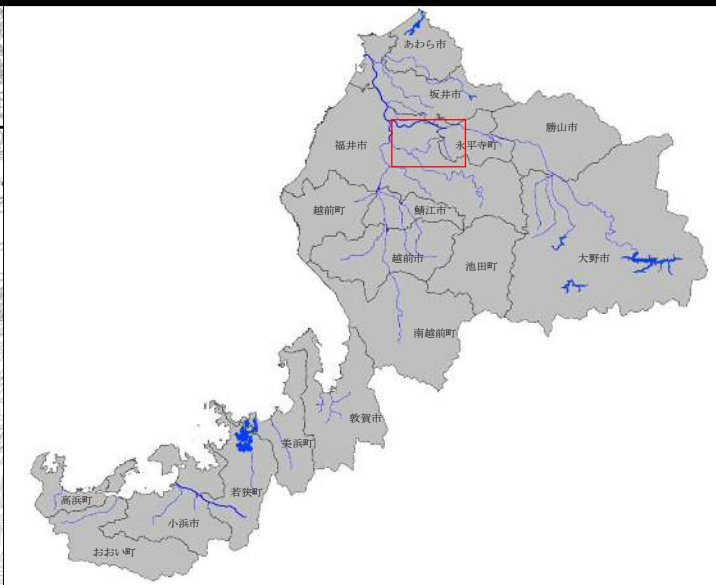 あわら市
坂井市
勝山市
福井市
永平寺町
越前町
鯖江市
越前市
池田町
大野市
南越前町
敦賀市
美浜町
若狭町
高浜町
小浜市
おおい町